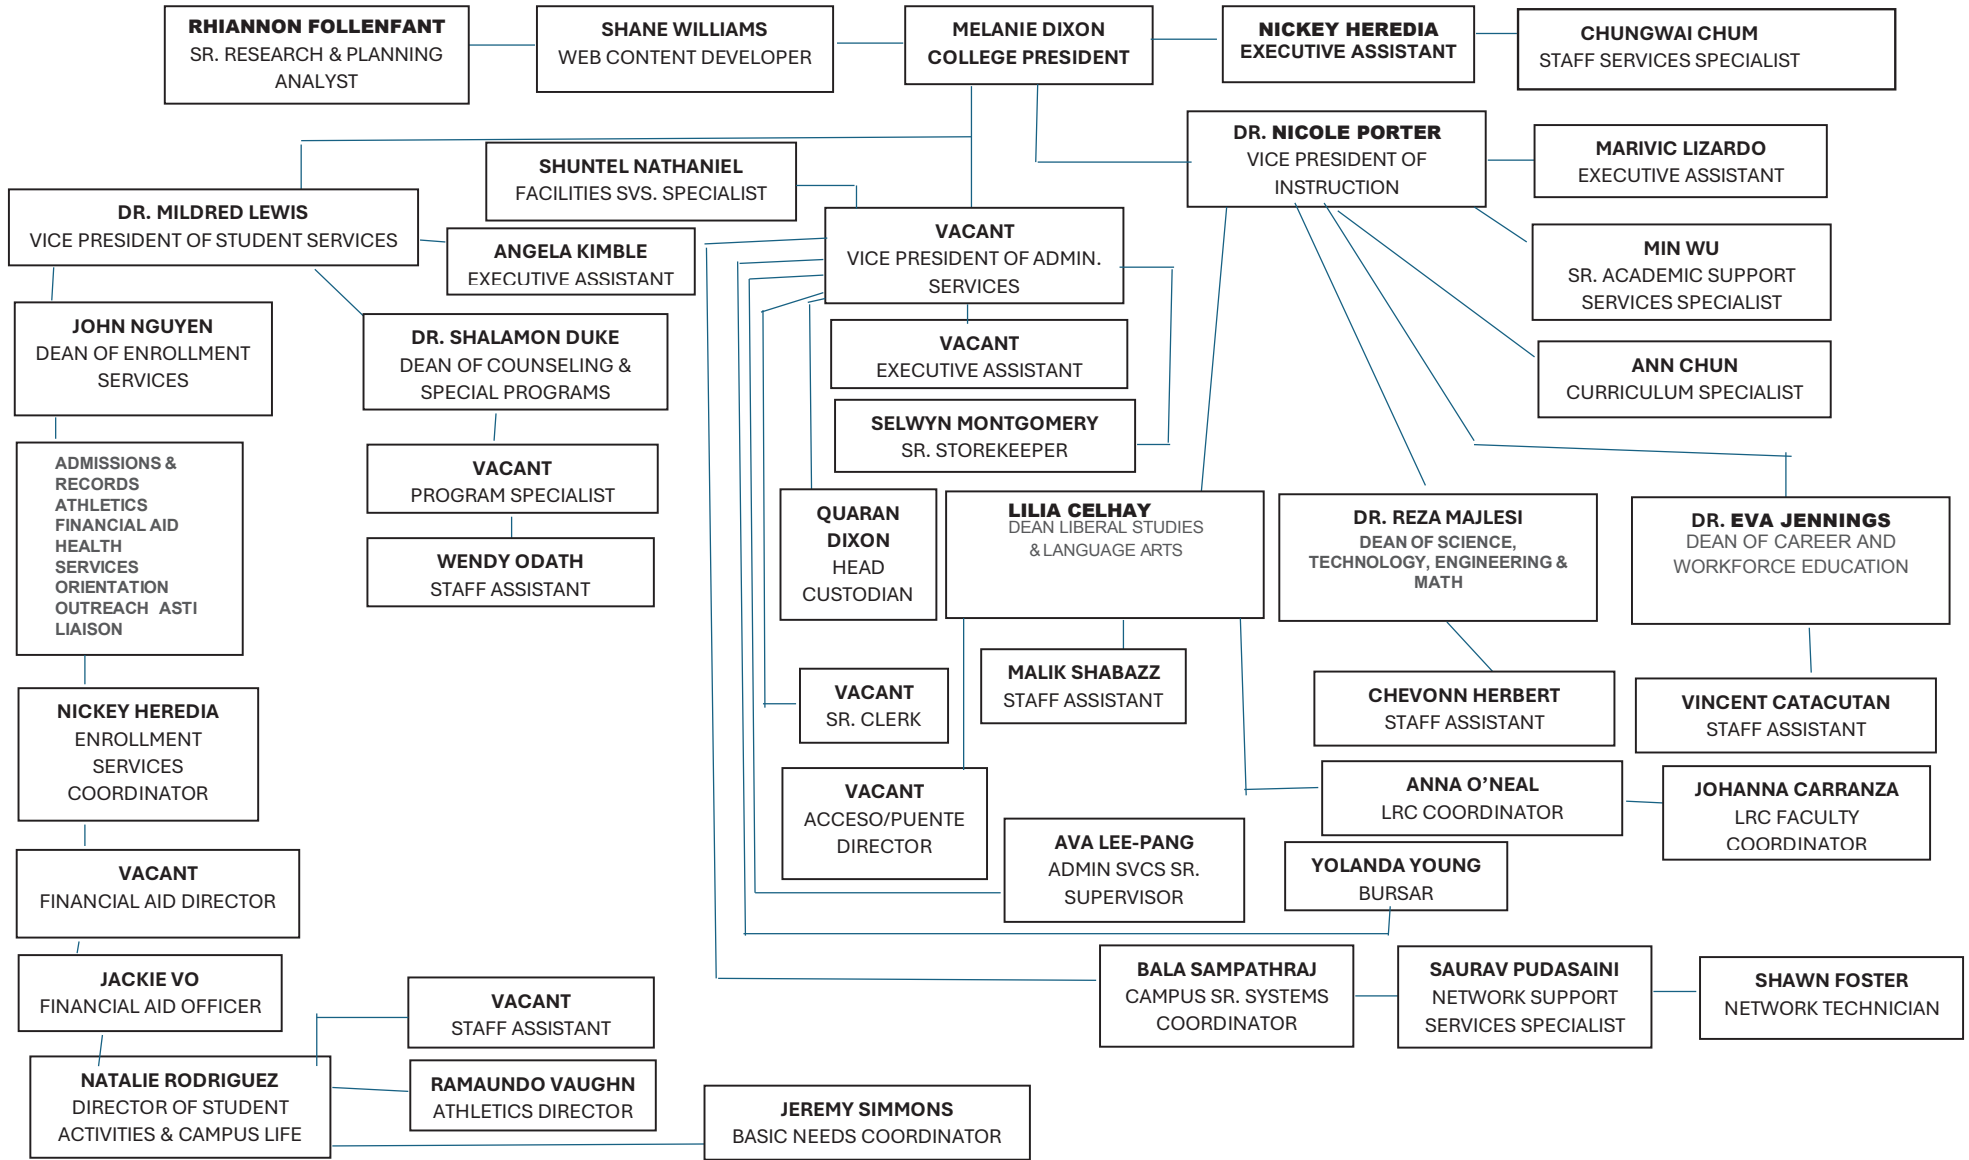 RHIANNON FOLLENFANT
SR. RESEARCH & PLANNING
ANALYST
SHANE WILLIAMS
WEB CONTENT DEVELOPER
MELANIE DIXON
COLLEGE PRESIDENT
NICKEY HEREDIA
EXECUTIVE ASSISTANT
CHUNGWAI CHUM
STAFF SERVICES SPECIALIST
DR. NICOLE PORTER
VICE PRESIDENT OF
INSTRUCTION
MARIVIC LIZARDO
EXECUTIVE ASSISTANT
SHUNTEL NATHANIEL
FACILITIES SVS. SPECIALIST
DR. MILDRED LEWIS
VICE PRESIDENT OF STUDENT SERVICES
ANGELA KIMBLE
EXECUTIVE ASSISTANT
VACANT
VICE PRESIDENT OF ADMIN.
SERVICES
MIN WU
SR. ACADEMIC SUPPORT
SERVICES SPECIALIST
JOHN NGUYEN
DEAN OF ENROLLMENT
SERVICES
DR. SHALAMON DUKE
DEAN OF COUNSELING &
SPECIAL PROGRAMS
VACANT
EXECUTIVE ASSISTANT
ANN CHUN
CURRICULUM SPECIALIST
SELWYN MONTGOMERY
SR. STOREKEEPER
ADMISSIONS &
RECORDS
ATHLETICS
FINANCIAL AID
HEALTH
SERVICES
ORIENTATION
OUTREACH ASTI
LIAISON
VACANT
PROGRAM SPECIALIST
WENDY ODATH
STAFF ASSISTANT
QUARAN
DIXON
HEAD
CUSTODIAN
LILIA CELHAY
DEAN LIBERAL STUDIES
& LANGUAGE ARTS
DR. REZA MAJLESI
DEAN OF SCIENCE,
TECHNOLOGY, ENGINEERING &
MATH
DR. EVA JENNINGS
DEAN OF CAREER AND
WORKFORCE EDUCATION
MALIK SHABAZZ
STAFF ASSISTANT
CHEVONN HERBERT
STAFF ASSISTANT
VINCENT CATACUTAN
STAFF ASSISTANT
NICKEY HEREDIA
ENROLLMENT
SERVICES
COORDINATOR
VACANT
SR. CLERK
VACANT
ACCESO/PUENTE
DIRECTOR
ANNA O’NEAL
LRC COORDINATOR
JOHANNA CARRANZA
LRC FACULTY
COORDINATOR
AVA LEE-PANG
ADMIN SVCS SR.
SUPERVISOR
YOLANDA YOUNG
BURSAR
VACANT
FINANCIAL AID DIRECTOR
JACKIE VO
FINANCIAL AID OFFICER
VACANT
STAFF ASSISTANT
BALA SAMPATHRAJ
CAMPUS SR. SYSTEMS
COORDINATOR
SAURAV PUDASAINI
NETWORK SUPPORT
SERVICES SPECIALIST
SHAWN FOSTER
NETWORK TECHNICIAN
NATALIE RODRIGUEZ
DIRECTOR OF STUDENT
ACTIVITIES & CAMPUS LIFE
RAMAUNDO VAUGHN
ATHLETICS DIRECTOR
JEREMY SIMMONS
BASIC NEEDS COORDINATOR